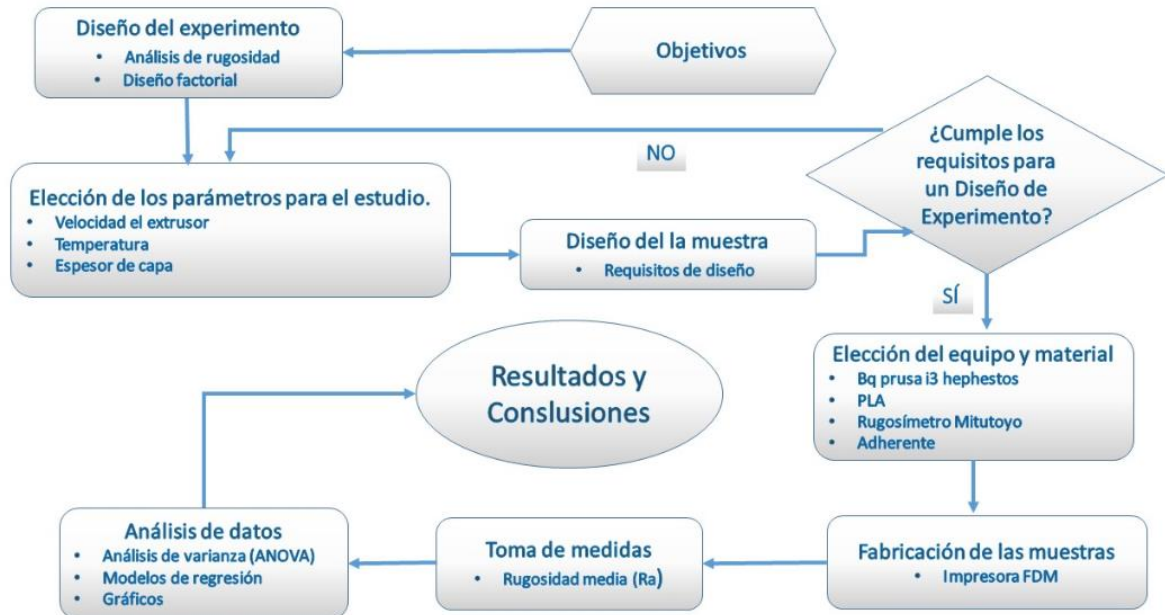 Objetivos
Diseño del experimento
• Análisis de rugosidad
• Diseño factorial
Elección de los parámetros para el estudio.
• Velocidad el extrusor
• Temperatura
• Espesor de capa
Diseño del la muestra
• Requisitos de diseño
¿Cumple los
requisitos para
un Diseño de
Experimento?
NO
SÍ
Elección del equipo y material
• Bq prusa i3 hephestos
• PLA
• Rugosímetro Mitutoyo
• Adherente
Fabricación de las muestras
• Impresora FDM
Toma de medidas
• Rugosidad media (Ra)
Análisis de datos
• Análisis de varianza (ANOVA)
• Modelos de regresión
• Gráficos
Resultados y
Conslusiones